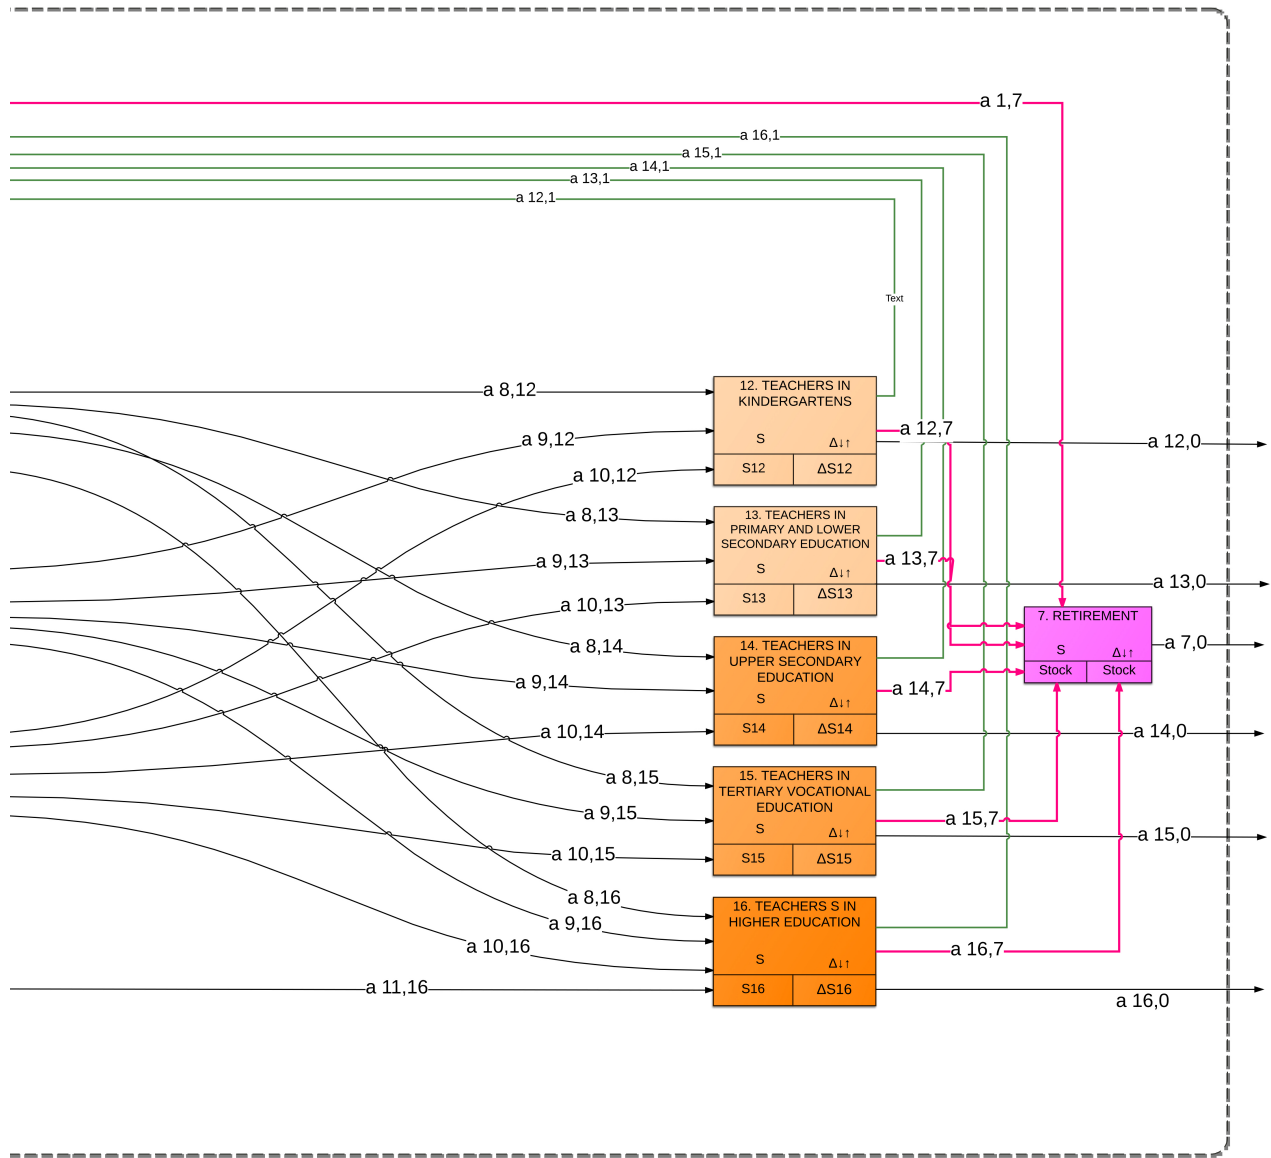 a 1,7
a 16,1
a 15,1
a 14,1
a 13,1
a 12,1
Text
a 8,12
a 9,12
a 10,12
a 8,13
a 9,13
a 10,13
a 8,14
a 9,14
a 10,14
a 8,15
a 9,15
a 10,15
a 8,16
a 9,16
a 10,16
a 11,16
12. TEACHERS IN
KINDERGARTENS
S Δ↓↑
S12 ΔS12
13. TEACHERS IN
PRIMARY AND LOWER
SECONDARY EDUCATION
S Δ↓↑
S13 ΔS13
14. TEACHERS IN
UPPER SECONDARY
EDUCATION
S Δ↓↑
S14 ΔS14
15. TEACHERS IN
TERTIARY VOCATIONAL
EDUCATION
S Δ↓↑
S15 ΔS15
16. TEACHERS S IN
HIGHER EDUCATION
S Δ↓↑
S16 ΔS16
a 12,7
a 13,7
a 14,7
a 15,7
a 16,7
7. RETIREMENT
S Δ↓↑
Stock Stock
a 12,0
a 13,0
a 7,0
a 14,0
a 15,0
a 16,0